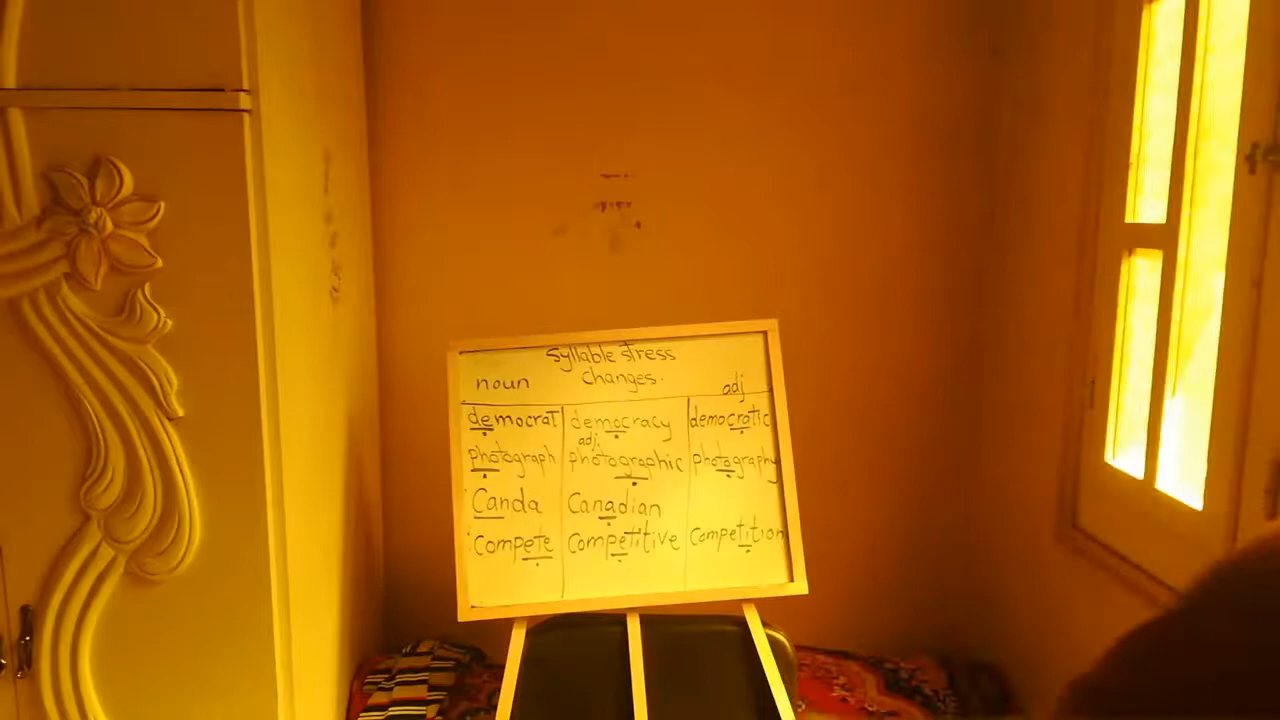 Syllable stress
changes.
noun adj
democrat democracy democratic
adj.
photograph photographic photography
Canda Canadian
Compete Competitive Competition